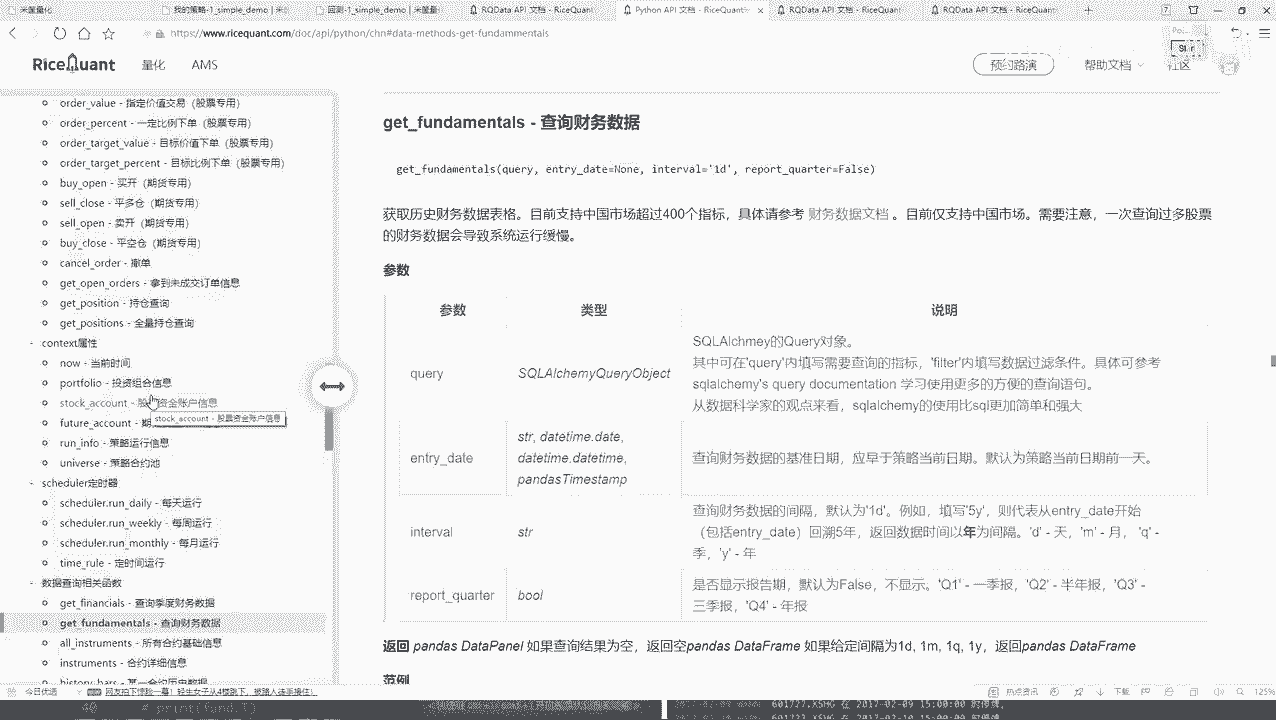 米筐量化
我的策略-1_simple_demo | 米筐
回测-1_simple_demo | 米筐量
RQData API 文档 - RiceQuant
Python API 文档 - RiceQuant
RQData API 文档 - RiceQuant
RQData API 文档 - RiceQuant
https://www.ricequant.com/doc/api/python/chn#data-methods-get-fundammentals
RiceQuant
量化
AMS
预约路演
帮助文档
社区
order_value - 指定价值交易（股票专用）
order_percent - 一定比例下单（股票专用）
order_target_value - 目标价值下单（股票专用）
order_target_percent - 目标比例下单（股票专用）
buy_open - 买开（期货专用）
sell_close - 平多仓（期货专用）
sell_open - 卖开（期货专用）
buy_close - 平空仓（期货专用）
cancel_order - 撤单
get_open_orders - 拿到未成交订单信息
get_position - 持仓查询
get_positions - 全量持仓查询
context属性
now - 当前时间
portfolio - 投资组合信息
stock_account - 股票资金账户信息
stock_account - 股票资金账户信息
future_account - 期
run_info - 策略运行信息
universe - 策略合约池
scheduler定时器
scheduler.run_daily - 每天运行
scheduler.run_weekly - 每周运行
scheduler.run_monthly - 每月运行
time_rule - 定时间运行
数据查询相关函数
get_financials - 查询季度财务数据
get_fundamentals - 查询财务数据
all_instruments - 所有合约基础信息
instruments - 合约详细信息
history_bars - 某一合约历史数据
get_fundamentals - 查询财务数据
get_fundamentals(query, entry_date=None, interval='1d', report_quarter=False)
获取历史财务数据表格。目前支持中国市场超过400个指标，具体请参考 财务数据文档 。目前仅支持中国市场。需要注意，一次查询过多股票
的财务数据会导致系统运行缓慢。
参数
参数 类型 说明
query SQLAlchemyQueryObject
SQLAlchmey的Query对象。
其中可在'query'内填写需要查询的指标，'filter'内填写数据过滤条件。具体可参考
sqlalchemy's query documentation 学习使用更多的方便的查询语句。
从数据科学家的观点来看，sqlalchemy的使用比sql更加简单和强大
entry_date
str, datetime.date,
datetime.datetime,
pandasTimestamp
查询财务数据的基准日期，应早于策略当前日期。默认为策略当前日期前一天。
interval str
查询财务数据的间隔，默认为'1d'。例如，填写'5y'，则代表从entry_date开始
（包括entry_date）回溯5年，返回数据时间以年为间隔。'd' - 天，'m' - 月， 'q' -
季，'y' - 年
report_quarter bool
是否显示报告期，默认为False，不显示。'Q1' - 一季报，'Q2' - 半年报，'Q3' -
三季报，'Q4' - 年报
返回 pandas DataPanel 如果查询结果为空，返回空pandas DataFrame 如果给定间隔为1d, 1m, 1q, 1y，返回pandas DataFrame
范例
今日优选
热点资讯
下载
125%
40 # print(fund.T)